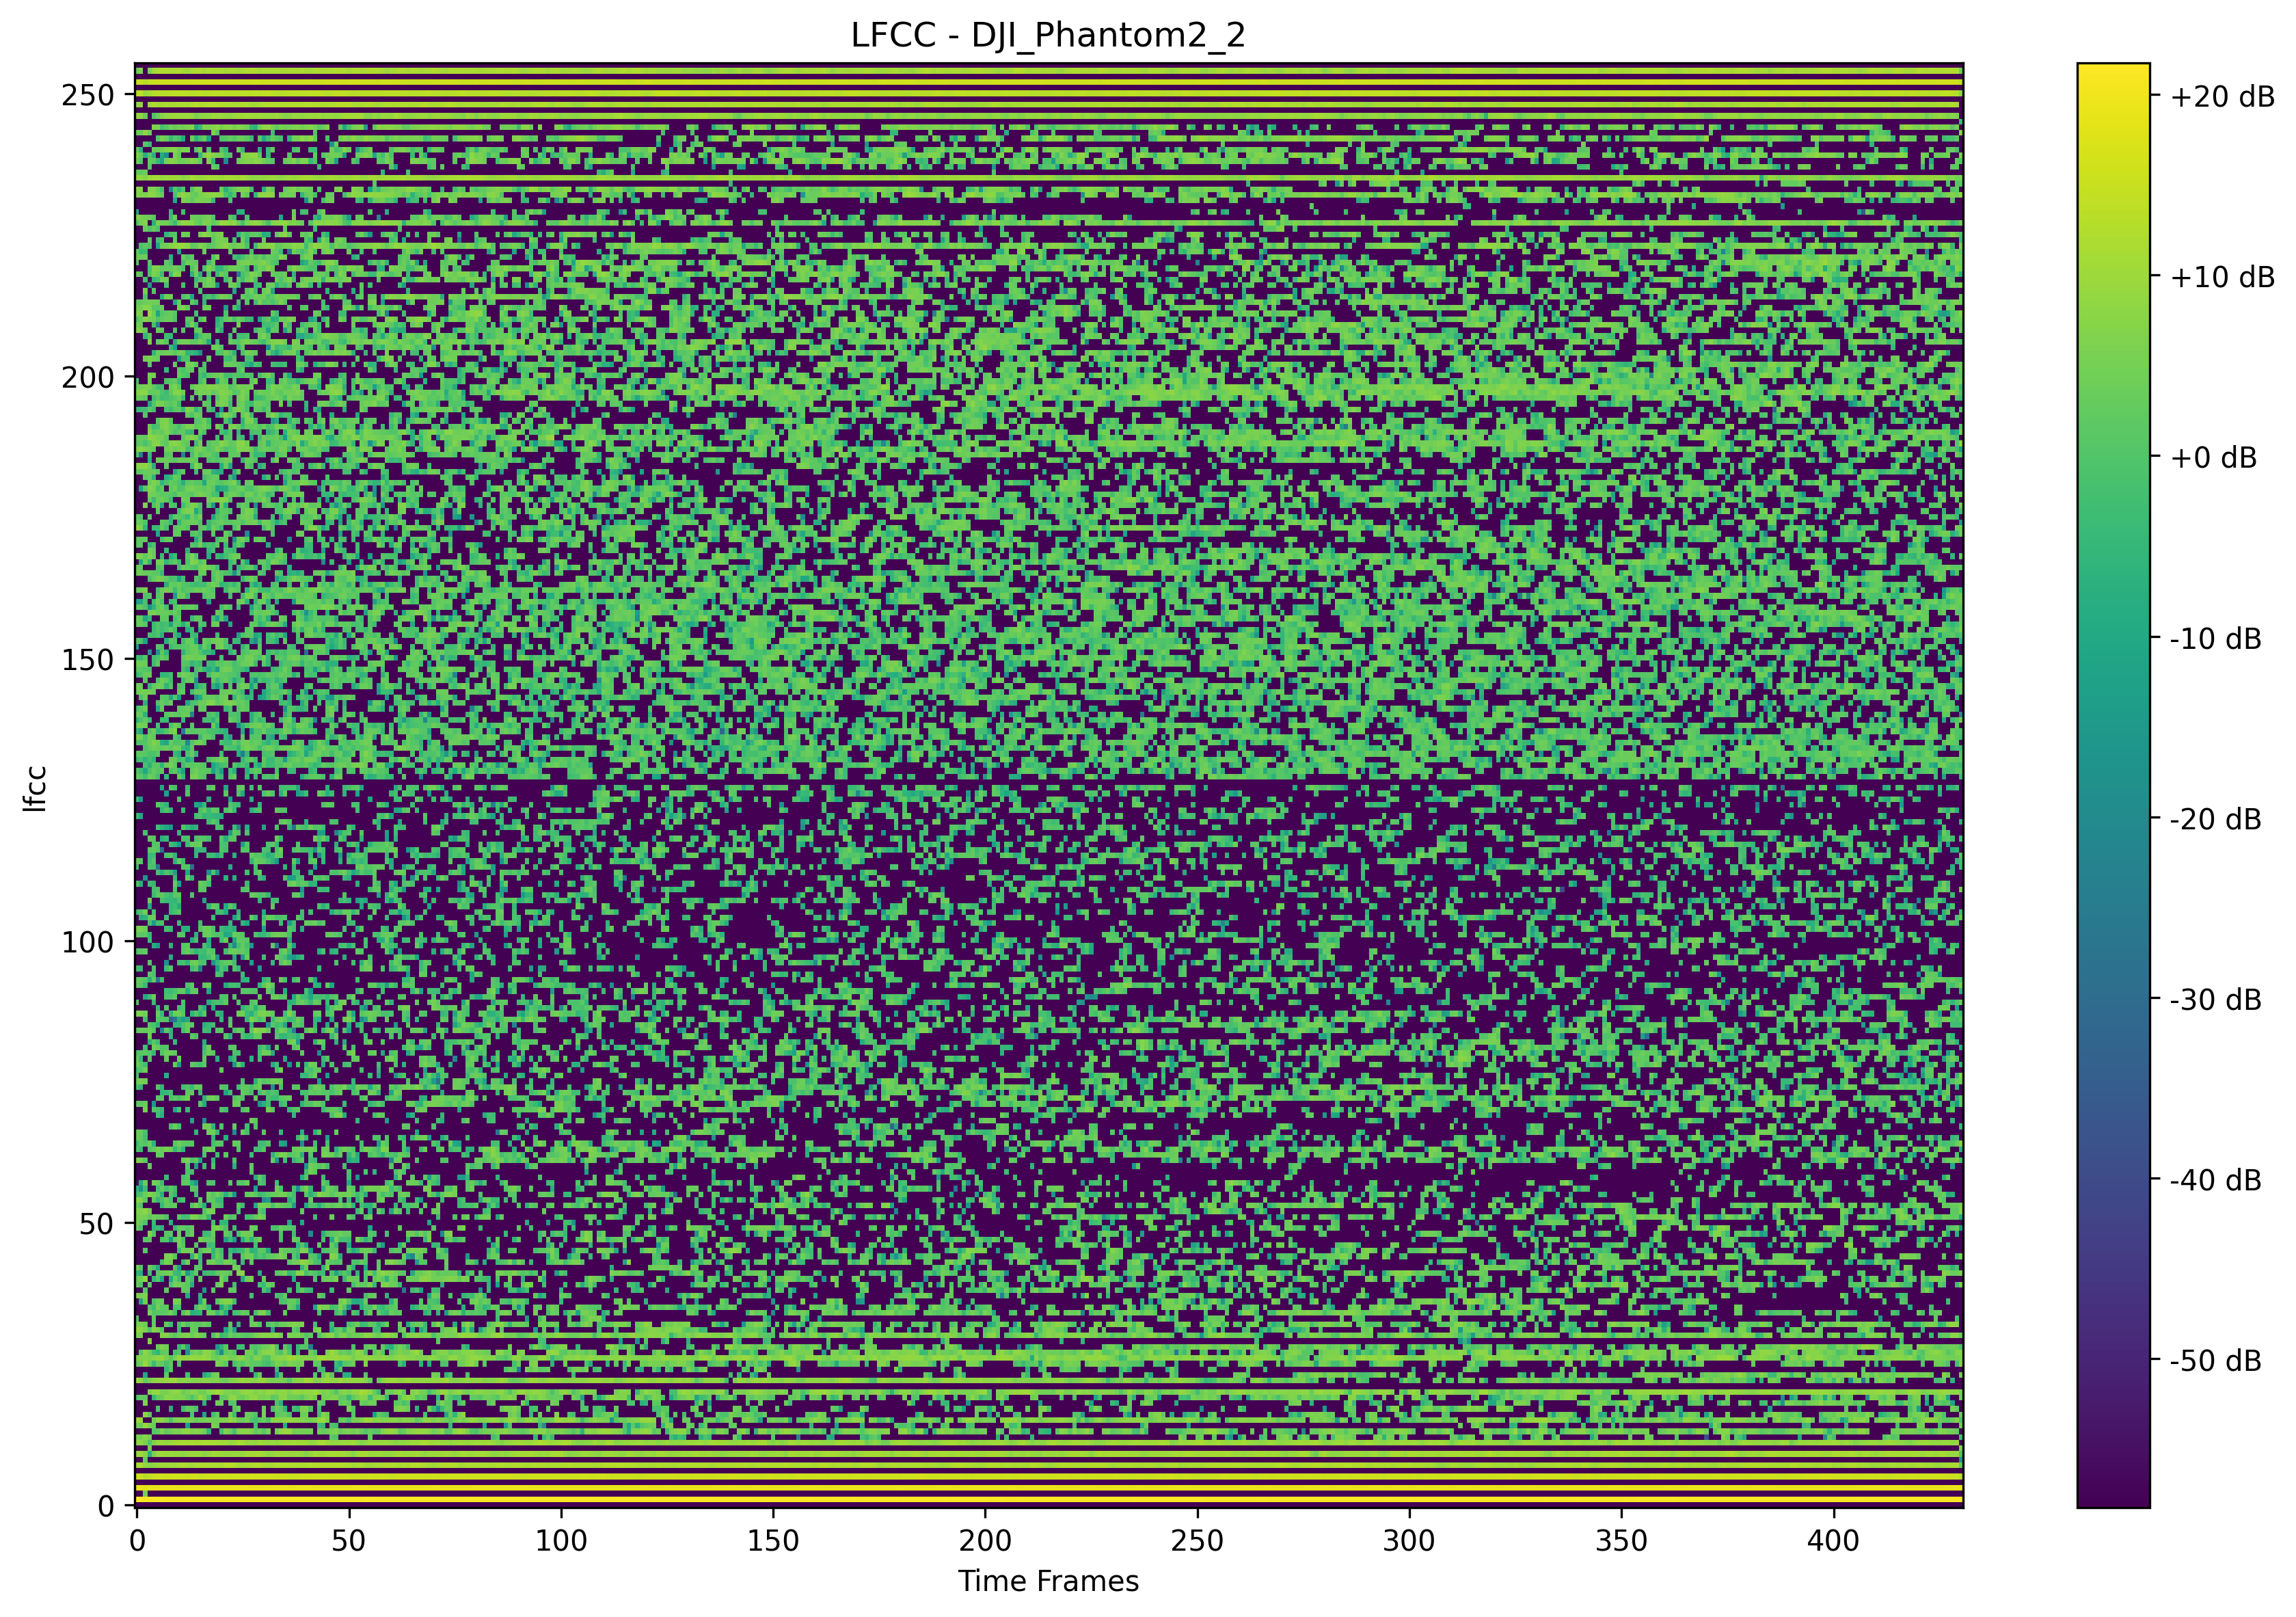 LFCC - DJI_Phantom2_2
250
200
150
100
50
0
lfcc
0 50 100 150 200 250 300 350 400
Time Frames
+20 dB
+10 dB
+0 dB
-10 dB
-20 dB
-30 dB
-40 dB
-50 dB